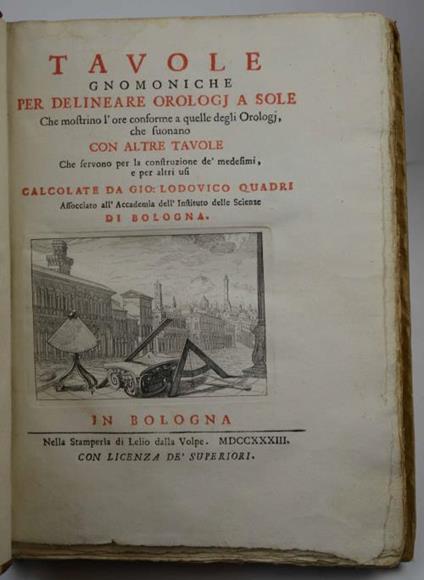 TAVOLE
GNOMONICHE
PER DELINEARE OROLOGJ A SOLE
Che moſtrino l' ore conforme a quelle degli Orologj,
che ſuonano
CON ALTRE TAVOLE
Che ſervono per la conſtruzione de' medeſimi,
e per altri uſi
CALCOLATE DA GIO: LODOVICO QUADRI
Aſſocciato all' Accademia dell' Inſtituto delle Scienze
DI BOLOGNA.
IN BOLOGNA
Nella Stamperia di Lelio dalla Volpe. MDCCXXXIII.
CON LICENZA DE' SUPERIORI.